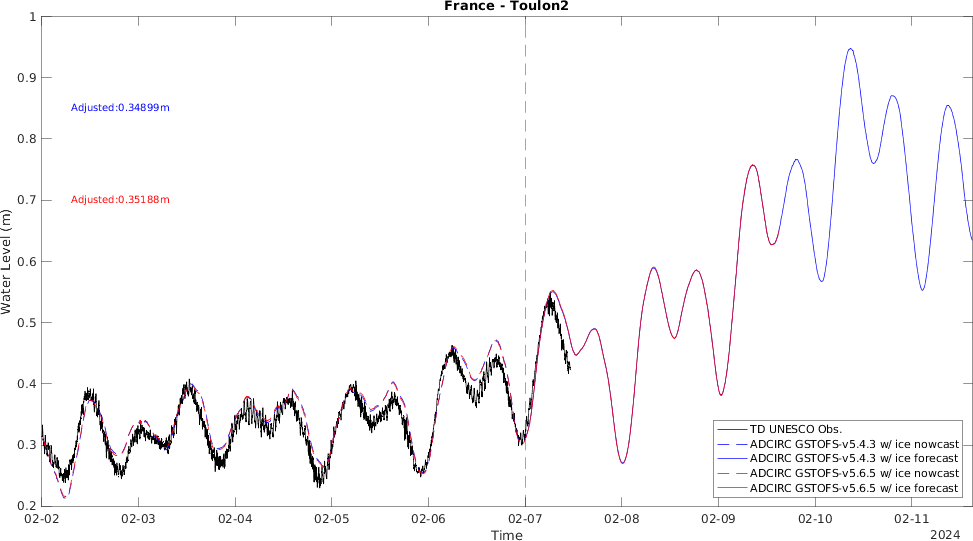 France - Toulon2
1
0.9
0.8
0.7
0.6
0.5
0.4
0.3
0.2
Water Level (m)
Adjusted:0.34899m
Adjusted:0.35188m
TD UNESCO Obs.
ADCIRC GSTOFS-v5.4.3 w/ ice nowcast
ADCIRC GSTOFS-v5.4.3 w/ ice forecast
ADCIRC GSTOFS-v5.6.5 w/ ice nowcast
ADCIRC GSTOFS-v5.6.5 w/ ice forecast
02-02 02-03 02-04 02-05 02-06 02-07 02-08 02-09 02-10 02-11
Time
2024